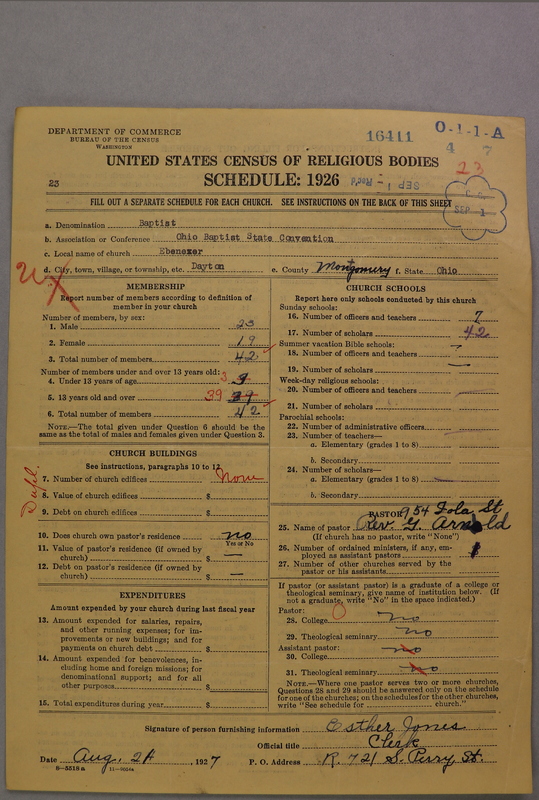 DEPARTMENT OF COMMERCE
BUREAU OF THE CENSUS
WASHINGTON
16411
O-1-1-A
4 7
23
UNITED STATES CENSUS OF RELIGIOUS BODIES
23
SCHEDULE: 1926
Rec'd - SEP 1
SEP 1
FILL OUT A SEPARATE SCHEDULE FOR EACH CHURCH. SEE INSTRUCTIONS ON THE BACK OF THIS SHEET
a. Denomination Baptist
b. Association or Conference Ohio Baptist State Convention
c. Local name of church Ebenezer
d. City, town, village, or township, etc. Dayton e. County Montgomery f. State Ohio
MEMBERSHIP
Report number of members according to definition of
member in your church
Number of members, by sex:
1. Male 23
2. Female 19
3. Total number of members 42
Number of members under and over 13 years old:
4. Under 13 years of age 3
5. 13 years old and over 39
6. Total number of members 42
NOTE.—The total given under Question 6 should be the
same as the total of males and females given under Question 3.
CHURCH BUILDINGS
See instructions, paragraphs 10 to 12
Dupl.
7. Number of church edifices None
8. Value of church edifices $
9. Debt on church edifices $
10. Does church own pastor's residence no
Yes or No
11. Value of pastor's residence (if owned by
church) $ —
12. Debt on pastor's residence (if owned by
church) $ —
EXPENDITURES
Amount expended by your church during last fiscal year
13. Amount expended for salaries, repairs,
and other running expenses; for im-
provements or new buildings; and for
payments on church debt $
14. Amount expended for benevolences, in-
cluding home and foreign missions; for
denominational support; and for all
other purposes $
15. Total expenditures during year $
CHURCH SCHOOLS
Report here only schools conducted by this church
Sunday schools:
16. Number of officers and teachers 7
17. Number of scholars 42
Summer vacation Bible schools:
18. Number of officers and teachers —
19. Number of scholars —
Week-day religious schools:
20. Number of officers and teachers
21. Number of scholars
Parochial schools:
22. Number of administrative officers
23. Number of teachers—
a. Elementary (grades 1 to 8)
b. Secondary
24. Number of scholars—
a. Elementary (grades 1 to 8)
b. Secondary
PASTOR 954 Iola St
25. Name of pastor Rev. G. Arnold
(If church has no pastor, write "None")
26. Number of ordained ministers, if any, em-
ployed as assistant pastors
27. Number of other churches served by the
pastor or his assistants
If pastor (or assistant pastor) is a graduate of a college or
theological seminary, give name of institution below. (If
not a graduate, write "No" in the space indicated.)
Pastor:
28. College no
29. Theological seminary no
Assistant pastor:
30. College no
31. Theological seminary no
NOTE.—Where one pastor serves two or more churches,
Questions 28 and 29 should be answered only on the schedule
for one of the churches; on the schedules for the other churches,
write "See schedule for church."
Signature of person furnishing information Esther Jones
Official title Clerk
Date Aug. 24, 1927 P. O. Address R. 721 S. Perry St.